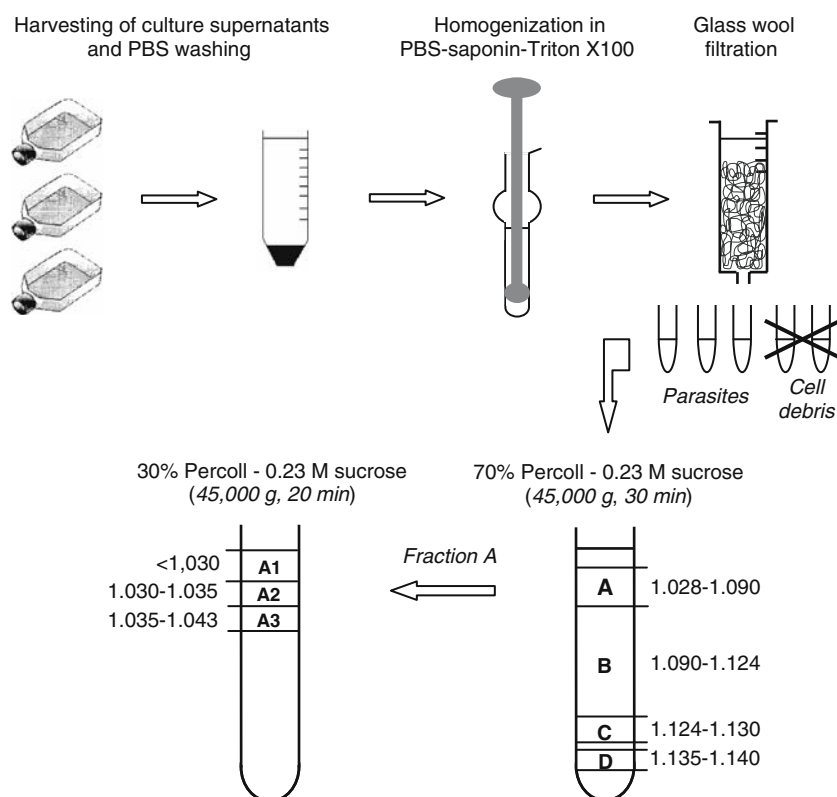 Harvesting of culture supernatants
and PBS washing
Homogenization in
PBS-saponin-Triton X100
Glass wool
filtration
Parasites
Cell
debris
30% Percoll - 0.23 M sucrose
(45,000 g, 20 min)
70% Percoll - 0.23 M sucrose
(45,000 g, 30 min)
Fraction A
<1,030
A1
1.030-1.035
A2
1.035-1.043
A3
A
1.028-1.090
B
1.090-1.124
C
1.124-1.130
D
1.135-1.140